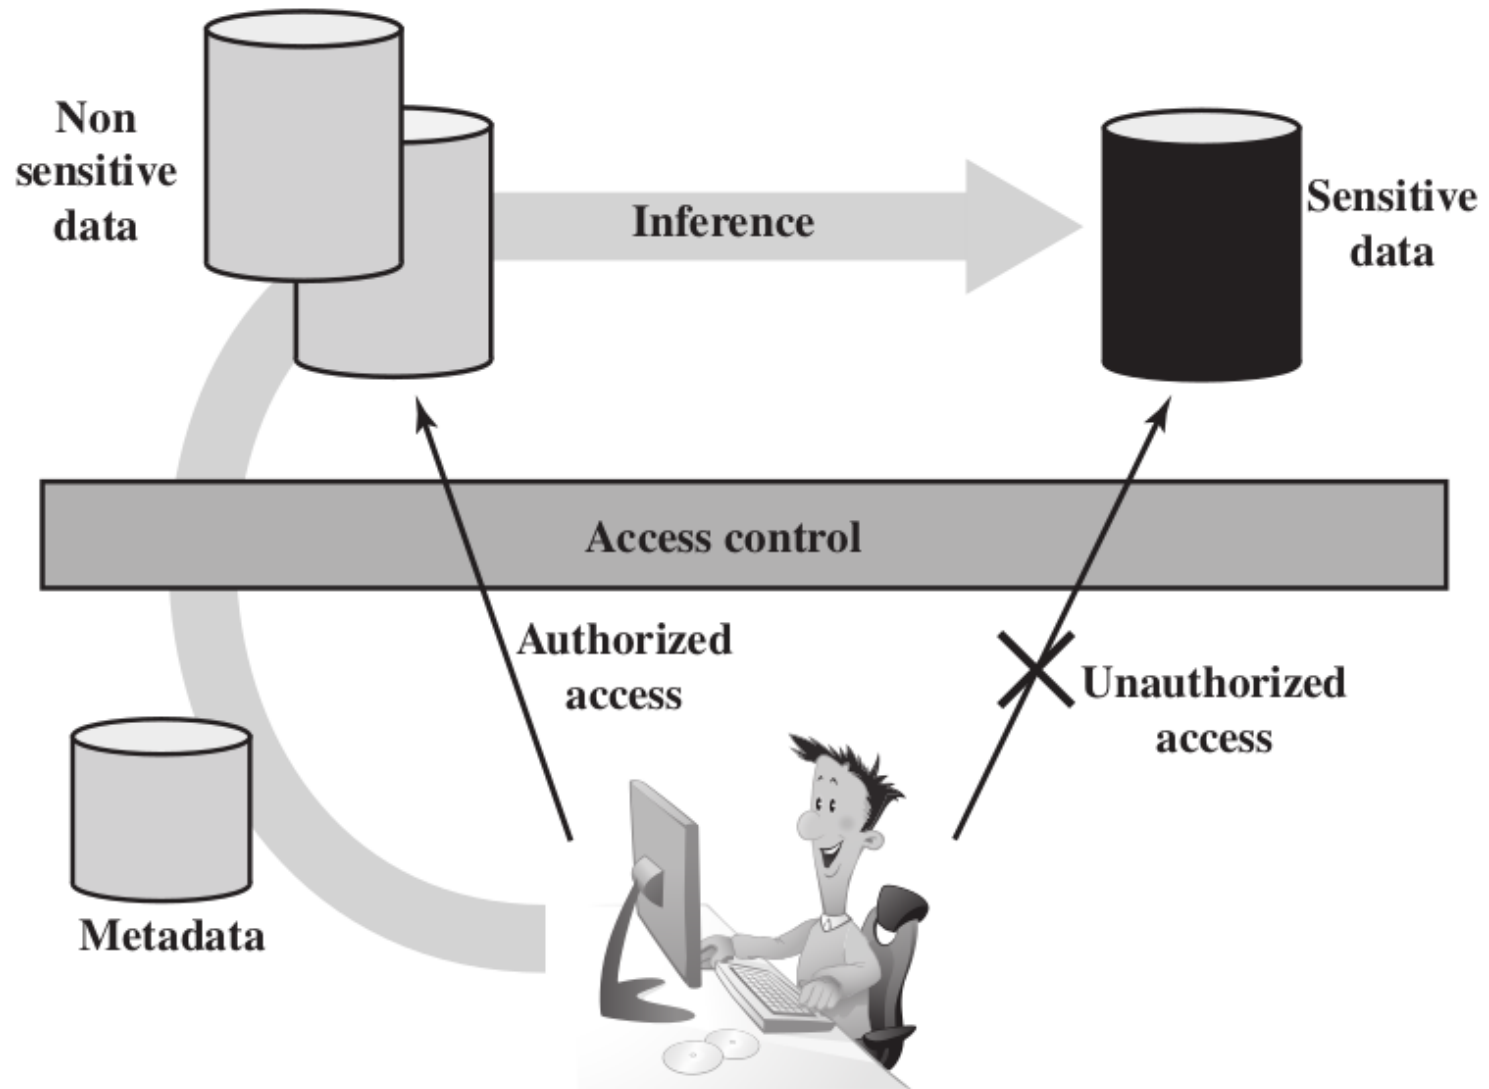 Non
sensitive
data
Inference
Sensitive
data
Access control
Authorized
access
Unauthorized
access
Metadata